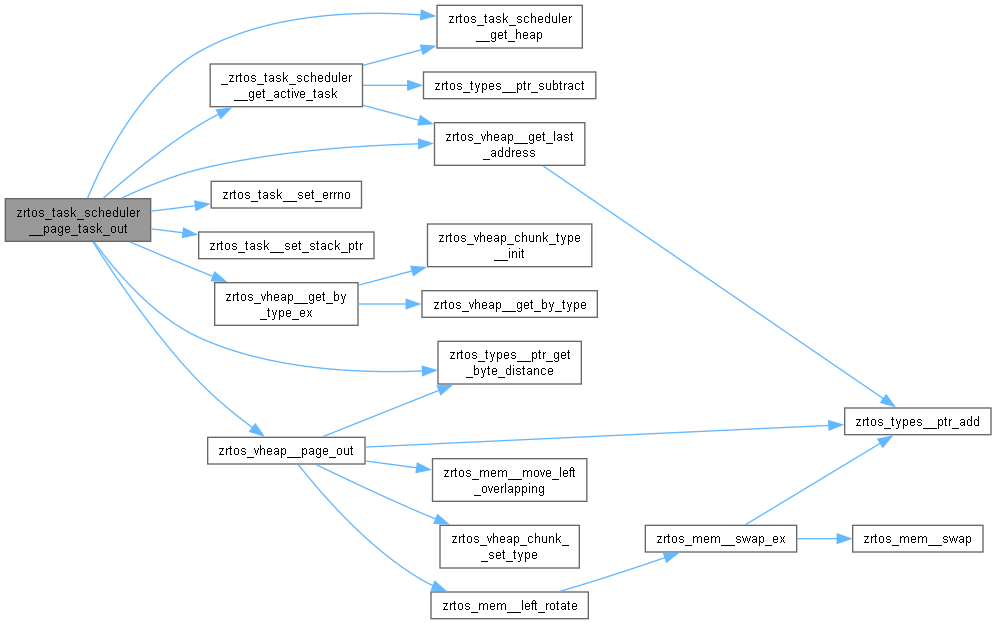 zrtos_task_scheduler
__page_task_out
zrtos_task_scheduler
__get_heap
_zrtos_task_scheduler
__get_active_task
zrtos_types__ptr_subtract
zrtos_vheap__get_last
_address
zrtos_task__set_errno
zrtos_task__set_stack_ptr
zrtos_vheap__get_by
_type_ex
zrtos_vheap_chunk_type
__init
zrtos_vheap__get_by_type
zrtos_types__ptr_get
_byte_distance
zrtos_vheap__page_out
zrtos_types__ptr_add
zrtos_mem__move_left
_overlapping
zrtos_vheap_chunk_
_set_type
zrtos_mem__left_rotate
zrtos_mem__swap_ex
zrtos_mem__swap